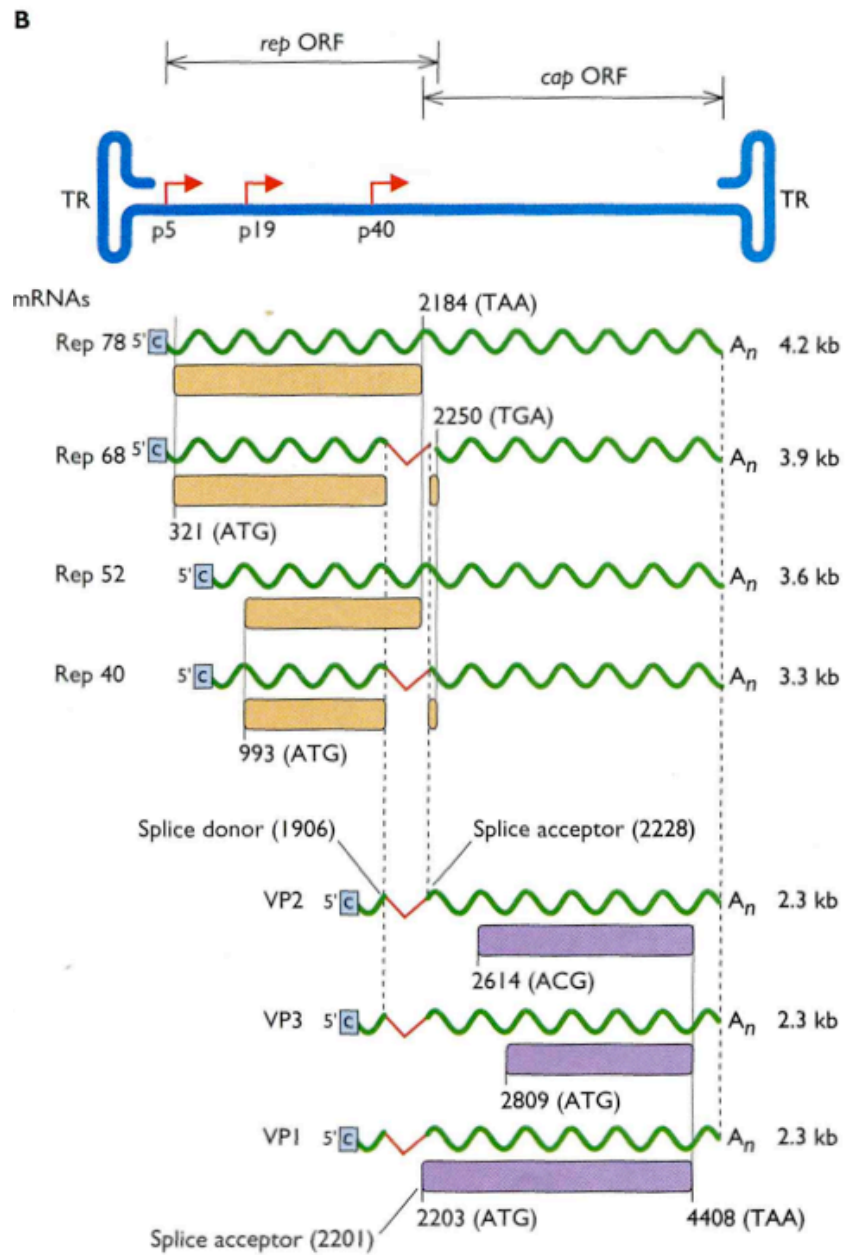 B
rep ORF
cap ORF
TR
TR
p5 p19 p40
mRNAs
2184 (TAA)
Rep 78 5' C An 4.2 kb
2250 (TGA)
Rep 68 5' C An 3.9 kb
321 (ATG)
Rep 52 5' C An 3.6 kb
Rep 40 5' C An 3.3 kb
993 (ATG)
Splice donor (1906) Splice acceptor (2228)
VP2 5' C An 2.3 kb
2614 (ACG)
VP3 5' C An 2.3 kb
2809 (ATG)
VP1 5' C An 2.3 kb
2203 (ATG) 4408 (TAA)
Splice acceptor (2201)